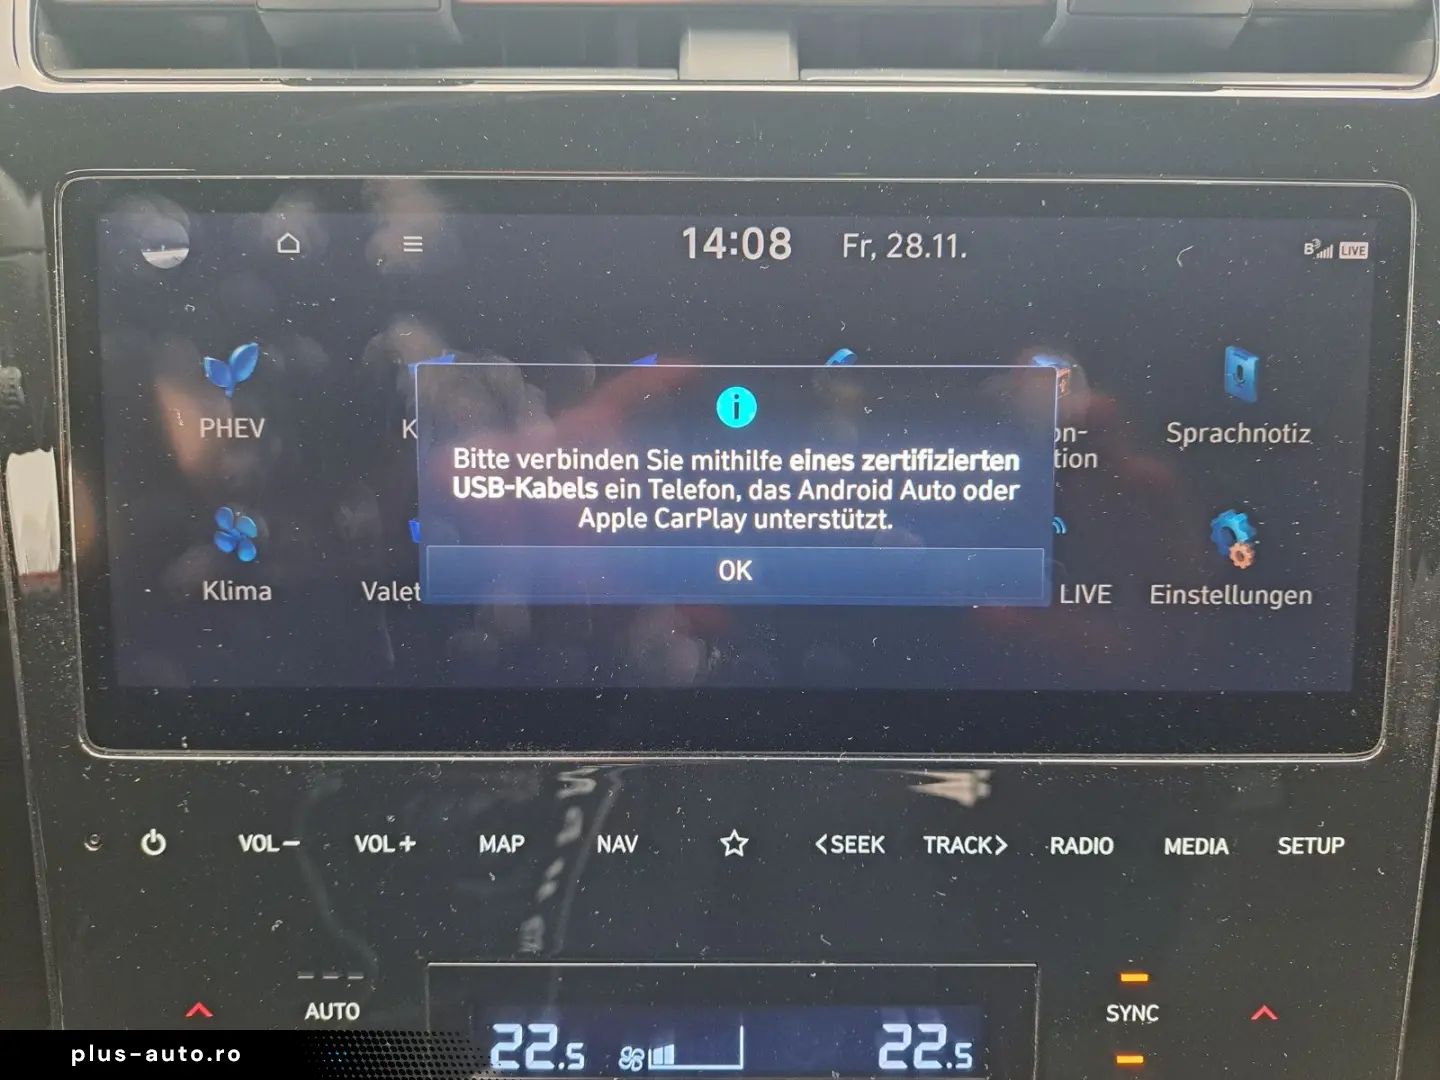 14:08 Fr, 28.11.
B LIVE
PHEV
K
on-
tion
Sprachnotiz
Bitte verbinden Sie mithilfe eines zertifizierten
USB-Kabels ein Telefon, das Android Auto oder
Apple CarPlay unterstützt.
OK
Klima
Valet
LIVE
Einstellungen
VOL− VOL+ MAP NAV <SEEK TRACK> RADIO MEDIA SETUP
AUTO
SYNC
22.5 22.5
plus-auto.ro